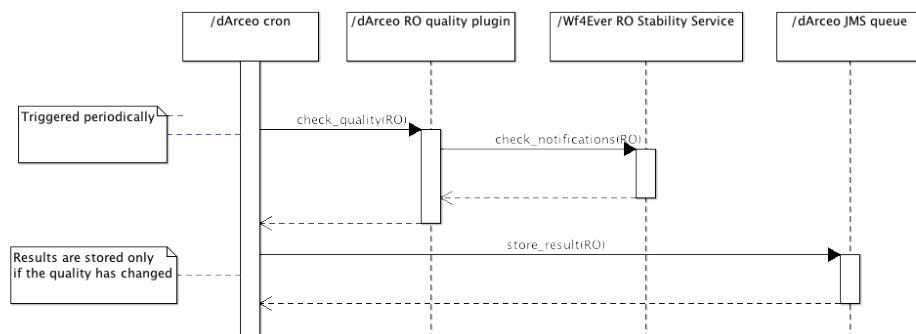 /dArceo cron
/dArceo RO quality plugin
/Wf4Ever RO Stability Service
/dArceo JMS queue
Triggered periodically
check_quality(RO)
check_notifications(RO)
Results are stored only
if the quality has changed
store_result(RO)